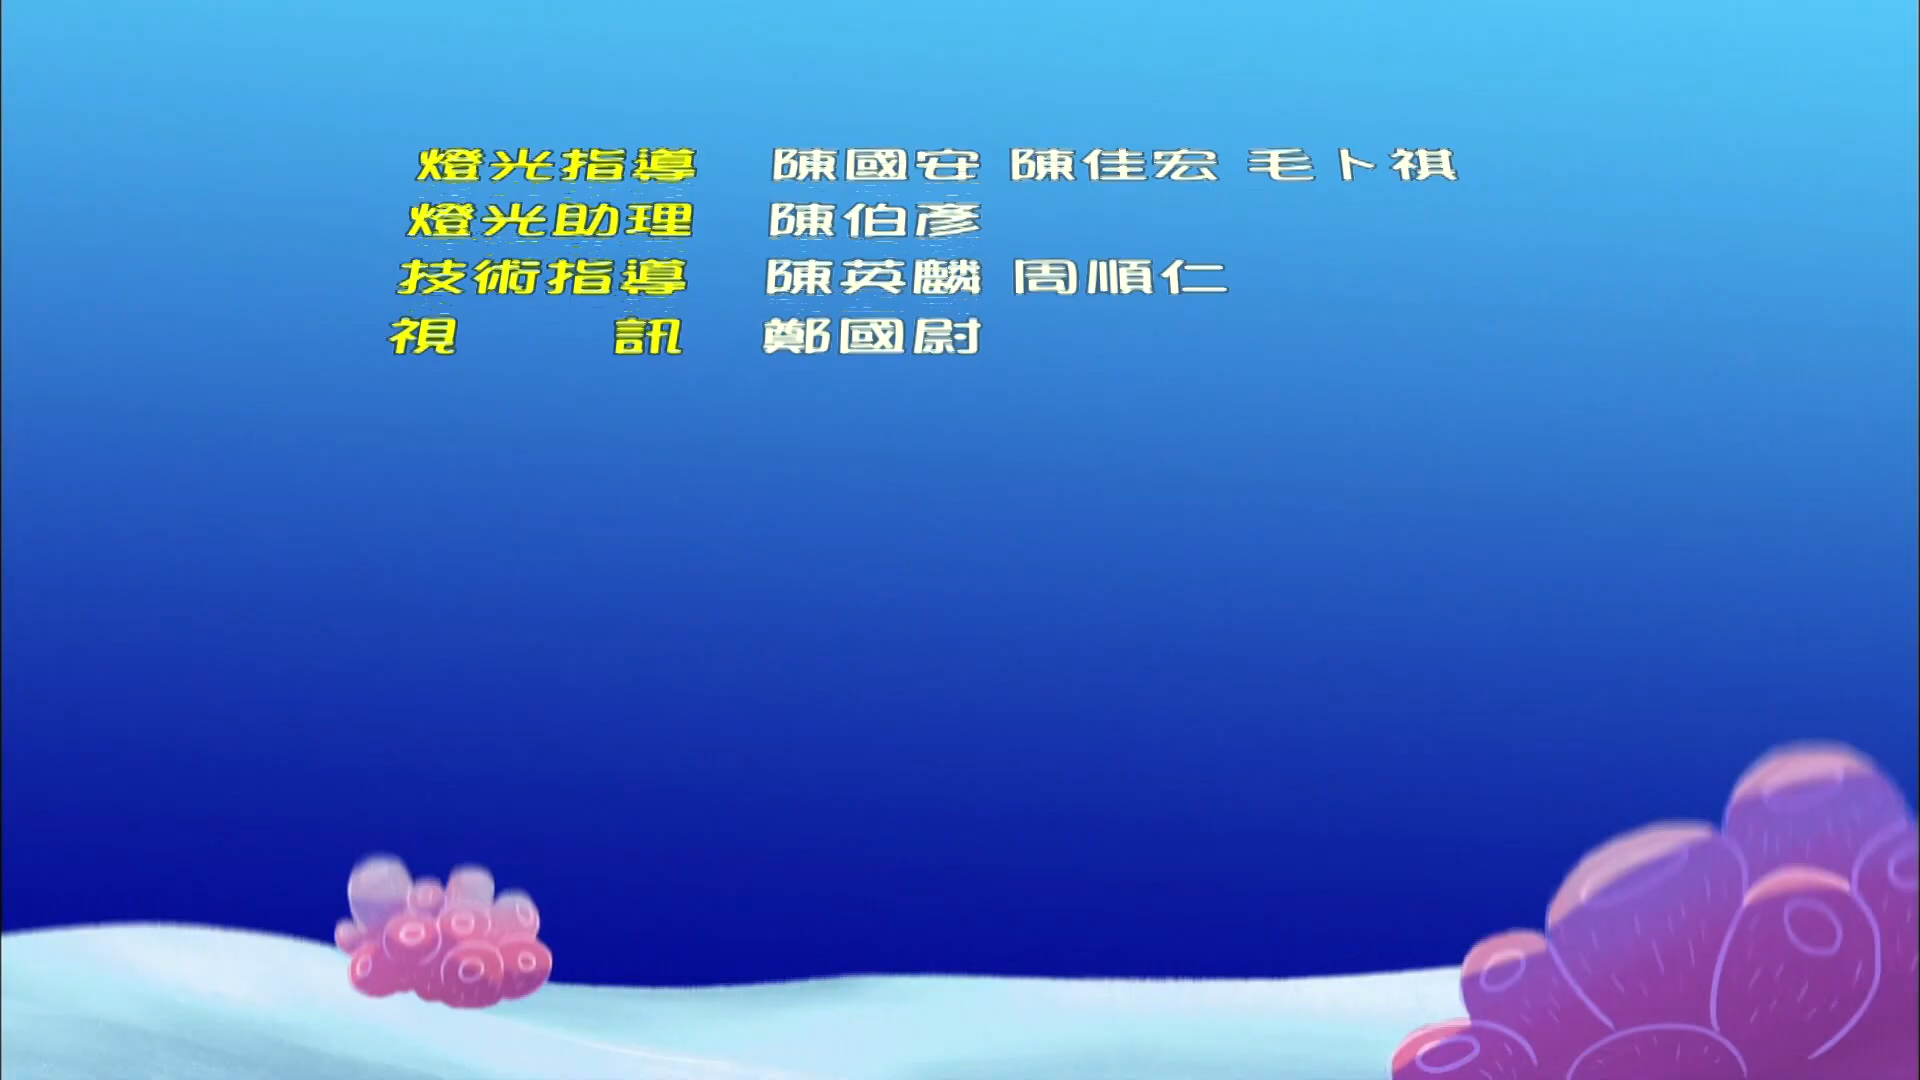 燈光指導 陳國安 陳佳宏 毛卜祺
燈光助理 陳伯彥
技術指導 陳英麟 周順仁
視 訊 鄭國尉